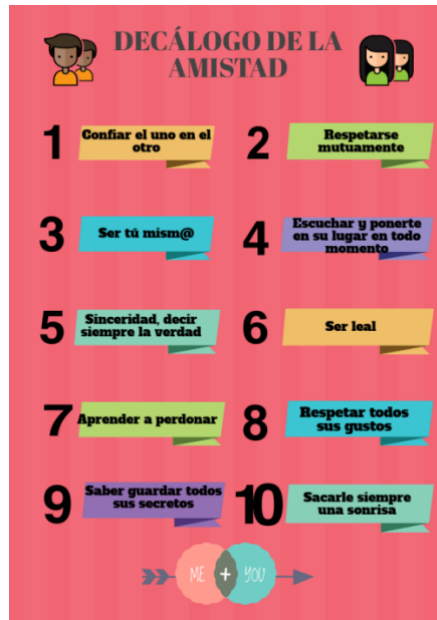 DECÁLOGO DE LA
AMISTAD
1
Confiar el uno en el
otro
2
Respetarse
mutuamente
3
Ser tú mism@
4
Escuchar y ponerte
en su lugar en todo
momento
5
Sinceridad, decir
siempre la verdad
6
Ser leal
7
Aprender a perdonar
8
Respetar todos
sus gustos
9
Saber guardar todos
sus secretos
10
Sacarle siempre
una sonrisa
ME + YOU